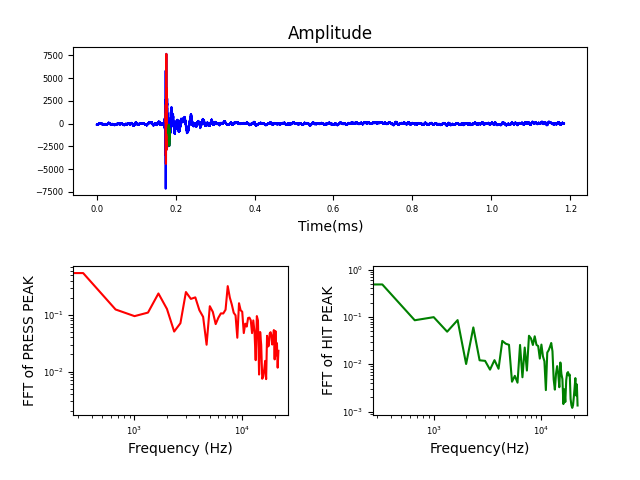 Amplitude
7500
5000
2500
0
−2500
−5000
−7500
0.0 0.2 0.4 0.6 0.8 1.0 1.2
Time(ms)
FFT of PRESS PEAK
10⁻¹
10⁻²
10³ 10⁴
Frequency (Hz)
FFT of HIT PEAK
10⁰
10⁻¹
10⁻²
10⁻³
10³ 10⁴
Frequency(Hz)